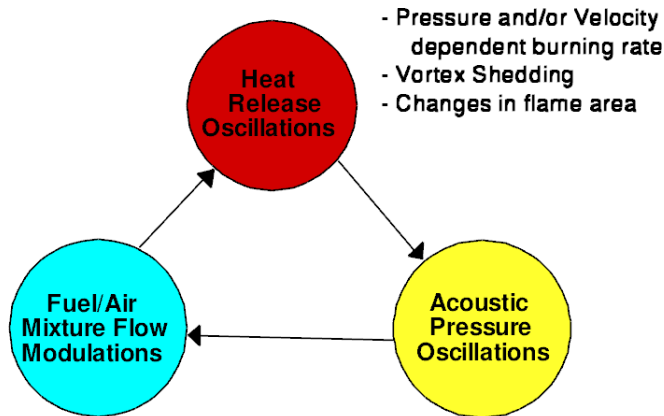 - Pressure and/or Velocity
dependent burning rate
- Vortex Shedding
- Changes in flame area
Heat
Release
Oscillations
Fuel/Air
Mixture Flow
Modulations
Acoustic
Pressure
Oscillations